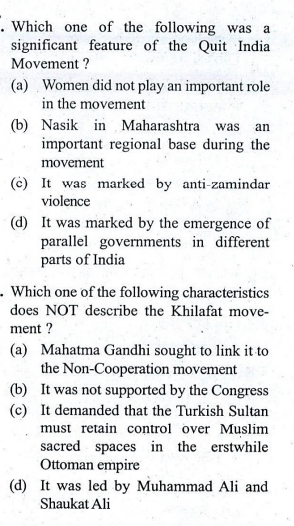 . Which one of the following was a
significant feature of the Quit India
Movement ?
(a) Women did not play an important role
in the movement
(b) Nasik in Maharashtra was an
important regional base during the
movement
(c) It was marked by anti-zamindar
violence
(d) It was marked by the emergence of
parallel governments in different
parts of India
. Which one of the following characteristics
does NOT describe the Khilafat move-
ment ?
(a) Mahatma Gandhi sought to link it to
the Non-Cooperation movement
(b) It was not supported by the Congress
(c) It demanded that the Turkish Sultan
must retain control over Muslim
sacred spaces in the erstwhile
Ottoman empire
(d) It was led by Muhammad Ali and
Shaukat Ali